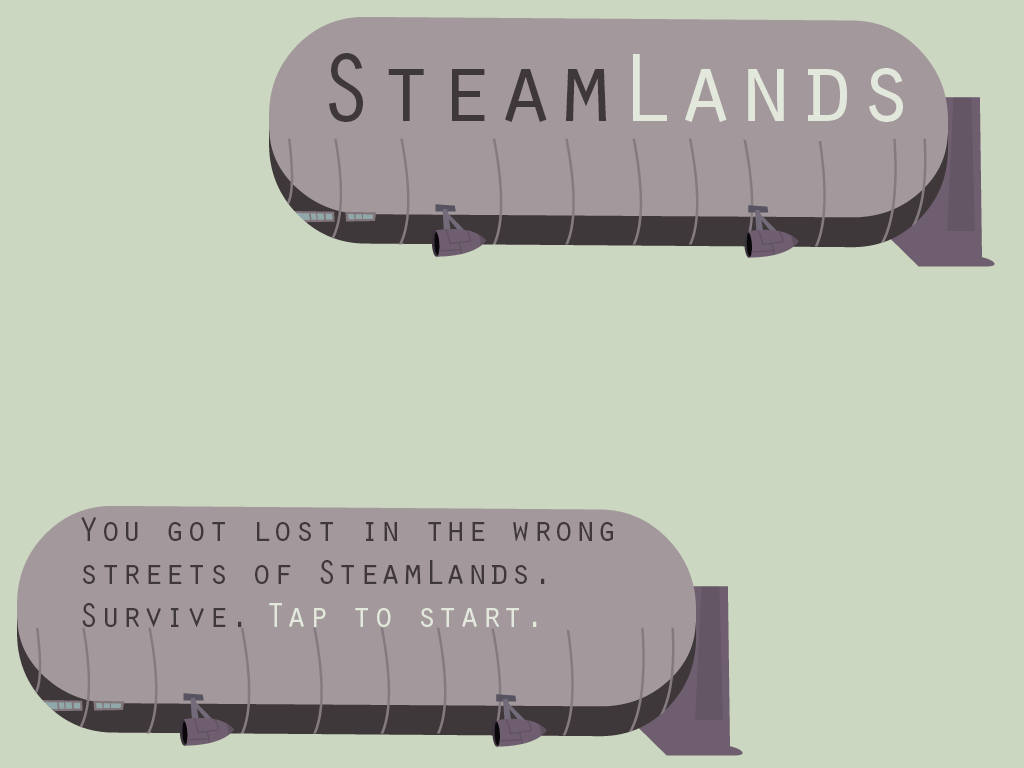 SteamLands
You got lost in the wrong
streets of SteamLands.
Survive. Tap to start.